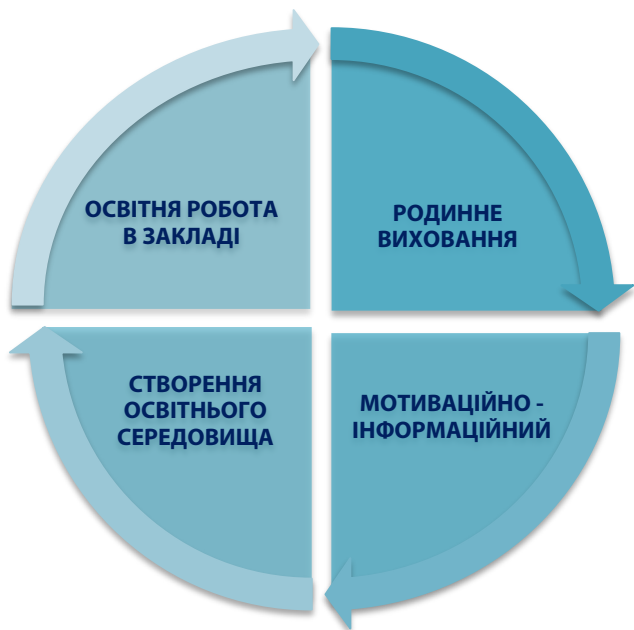 ОСВІТНЯ РОБОТА
В ЗАКЛАДІ
РОДИННЕ
ВИХОВАННЯ
СТВОРЕННЯ
ОСВІТНЬОГО
СЕРЕДОВИЩА
МОТИВАЦІЙНО -
ІНФОРМАЦІЙНИЙ